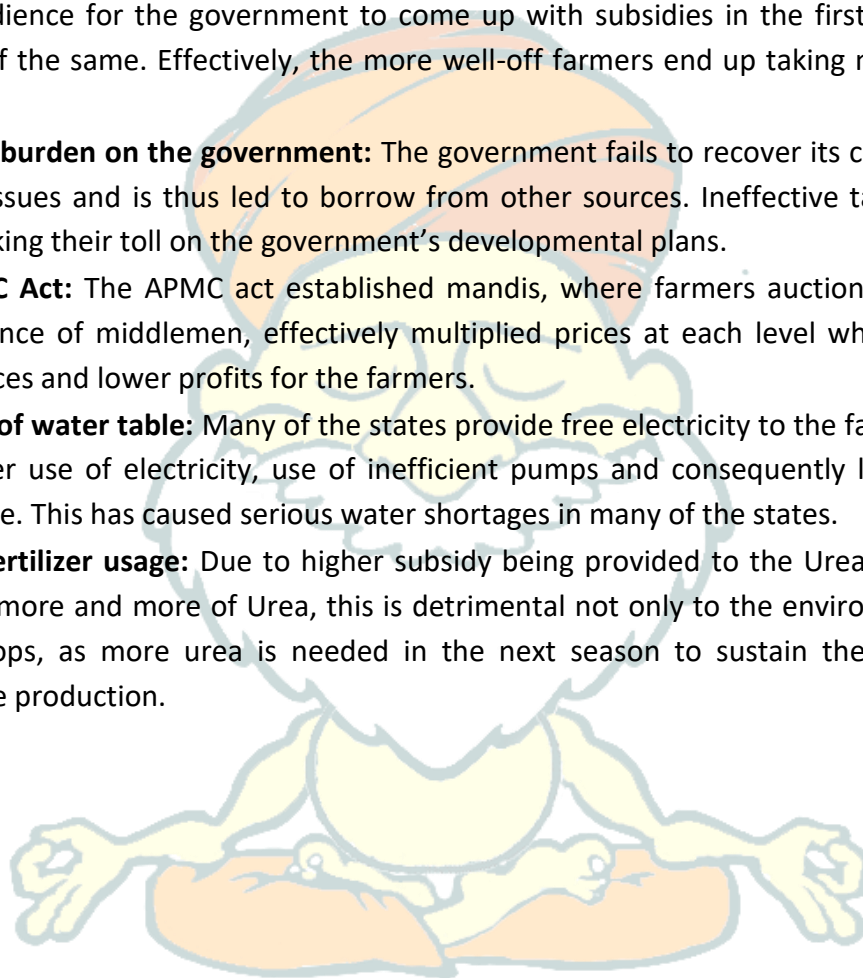 dience for the government to come up with subsidies in the first
f the same. Effectively, the more well-off farmers end up taking
burden on the government: The government fails to recover its c
ssues and is thus led to borrow from other sources. Ineffective ta
king their toll on the government's developmental plans.
C Act: The APMC act established mandis, where farmers auction
nce of middlemen, effectively multiplied prices at each level wh
ces and lower profits for the farmers.
of water table: Many of the states provide free electricity to the fa
er use of electricity, use of inefficient pumps and consequently l
e. This has caused serious water shortages in many of the states.
ertilizer usage: Due to higher subsidy being provided to the Urea
more and more of Urea, this is detrimental not only to the enviro
ops, as more urea is needed in the next season to sustain the
e production.